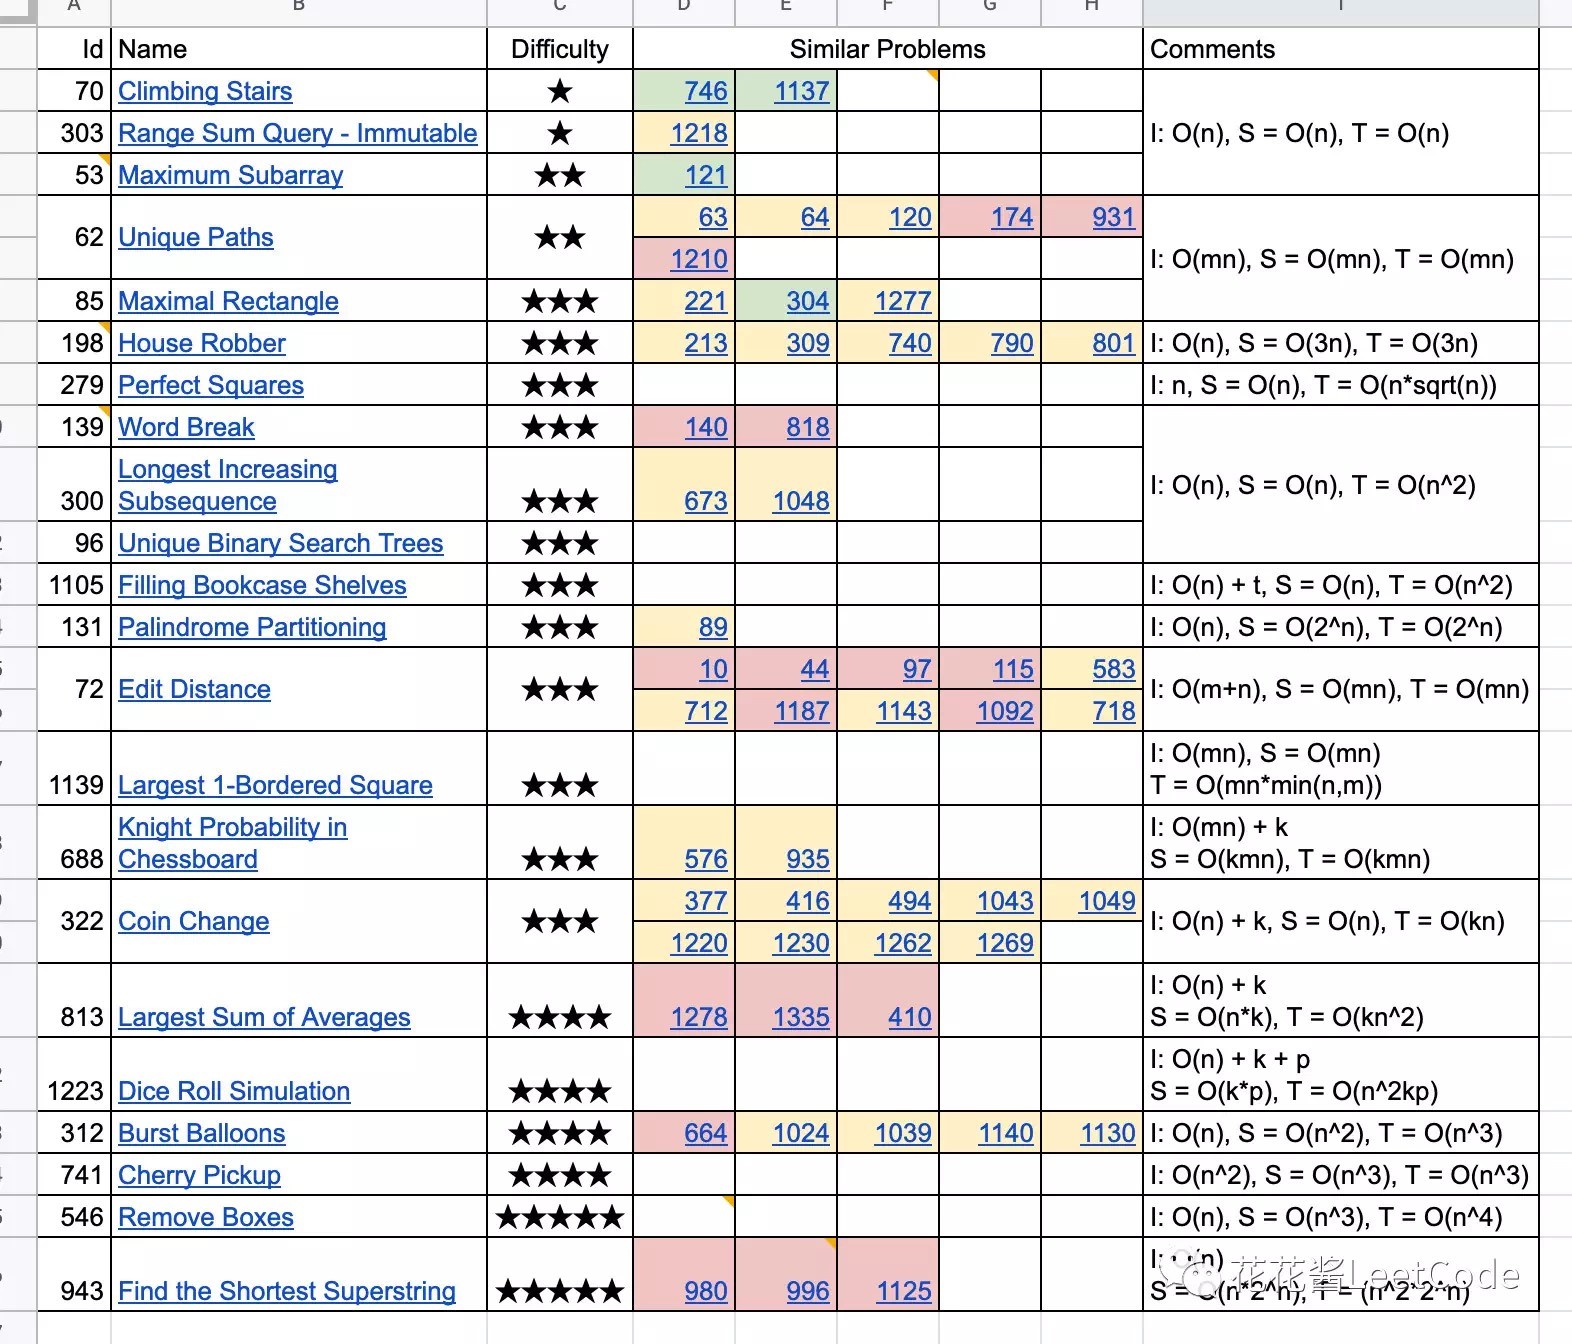 A B C D E F G H I
Id Name Difficulty Similar Problems Comments
70 Climbing Stairs ★ 746 1137
303 Range Sum Query - Immutable ★ 1218 I: O(n), S = O(n), T = O(n)
53 Maximum Subarray ★★ 121
63 64 120 174 931
62 Unique Paths ★★
1210 I: O(mn), S = O(mn), T = O(mn)
85 Maximal Rectangle ★★★ 221 304 1277
198 House Robber ★★★ 213 309 740 790 801 I: O(n), S = O(3n), T = O(3n)
279 Perfect Squares ★★★ I: n, S = O(n), T = O(n*sqrt(n))
139 Word Break ★★★ 140 818
Longest Increasing
I: O(n), S = O(n), T = O(n^2)
300 Subsequence ★★★ 673 1048
96 Unique Binary Search Trees ★★★
1105 Filling Bookcase Shelves ★★★ I: O(n) + t, S = O(n), T = O(n^2)
131 Palindrome Partitioning ★★★ 89 I: O(n), S = O(2^n), T = O(2^n)
10 44 97 115 583
72 Edit Distance ★★★ I: O(m+n), S = O(mn), T = O(mn)
712 1187 1143 1092 718
I: O(mn), S = O(mn)
1139 Largest 1-Bordered Square ★★★ T = O(mn*min(n,m))
Knight Probability in I: O(mn) + k
688 Chessboard ★★★ 576 935 S = O(kmn), T = O(kmn)
377 416 494 1043 1049
322 Coin Change ★★★ I: O(n) + k, S = O(n), T = O(kn)
1220 1230 1262 1269
I: O(n) + k
813 Largest Sum of Averages ★★★★ 1278 1335 410 S = O(n*k), T = O(kn^2)
I: O(n) + k + p
1223 Dice Roll Simulation ★★★★ S = O(k*p), T = O(n^2kp)
312 Burst Balloons ★★★★ 664 1024 1039 1140 1130 I: O(n), S = O(n^2), T = O(n^3)
741 Cherry Pickup ★★★★ I: O(n^2), S = O(n^3), T = O(n^3)
546 Remove Boxes ★★★★★ I: O(n), S = O(n^3), T = O(n^4)
I: O(n)
花花酱LeetCode
943 Find the Shortest Superstring ★★★★★ 980 996 1125 S = O(n*2^n), T = (n^2*2^n)